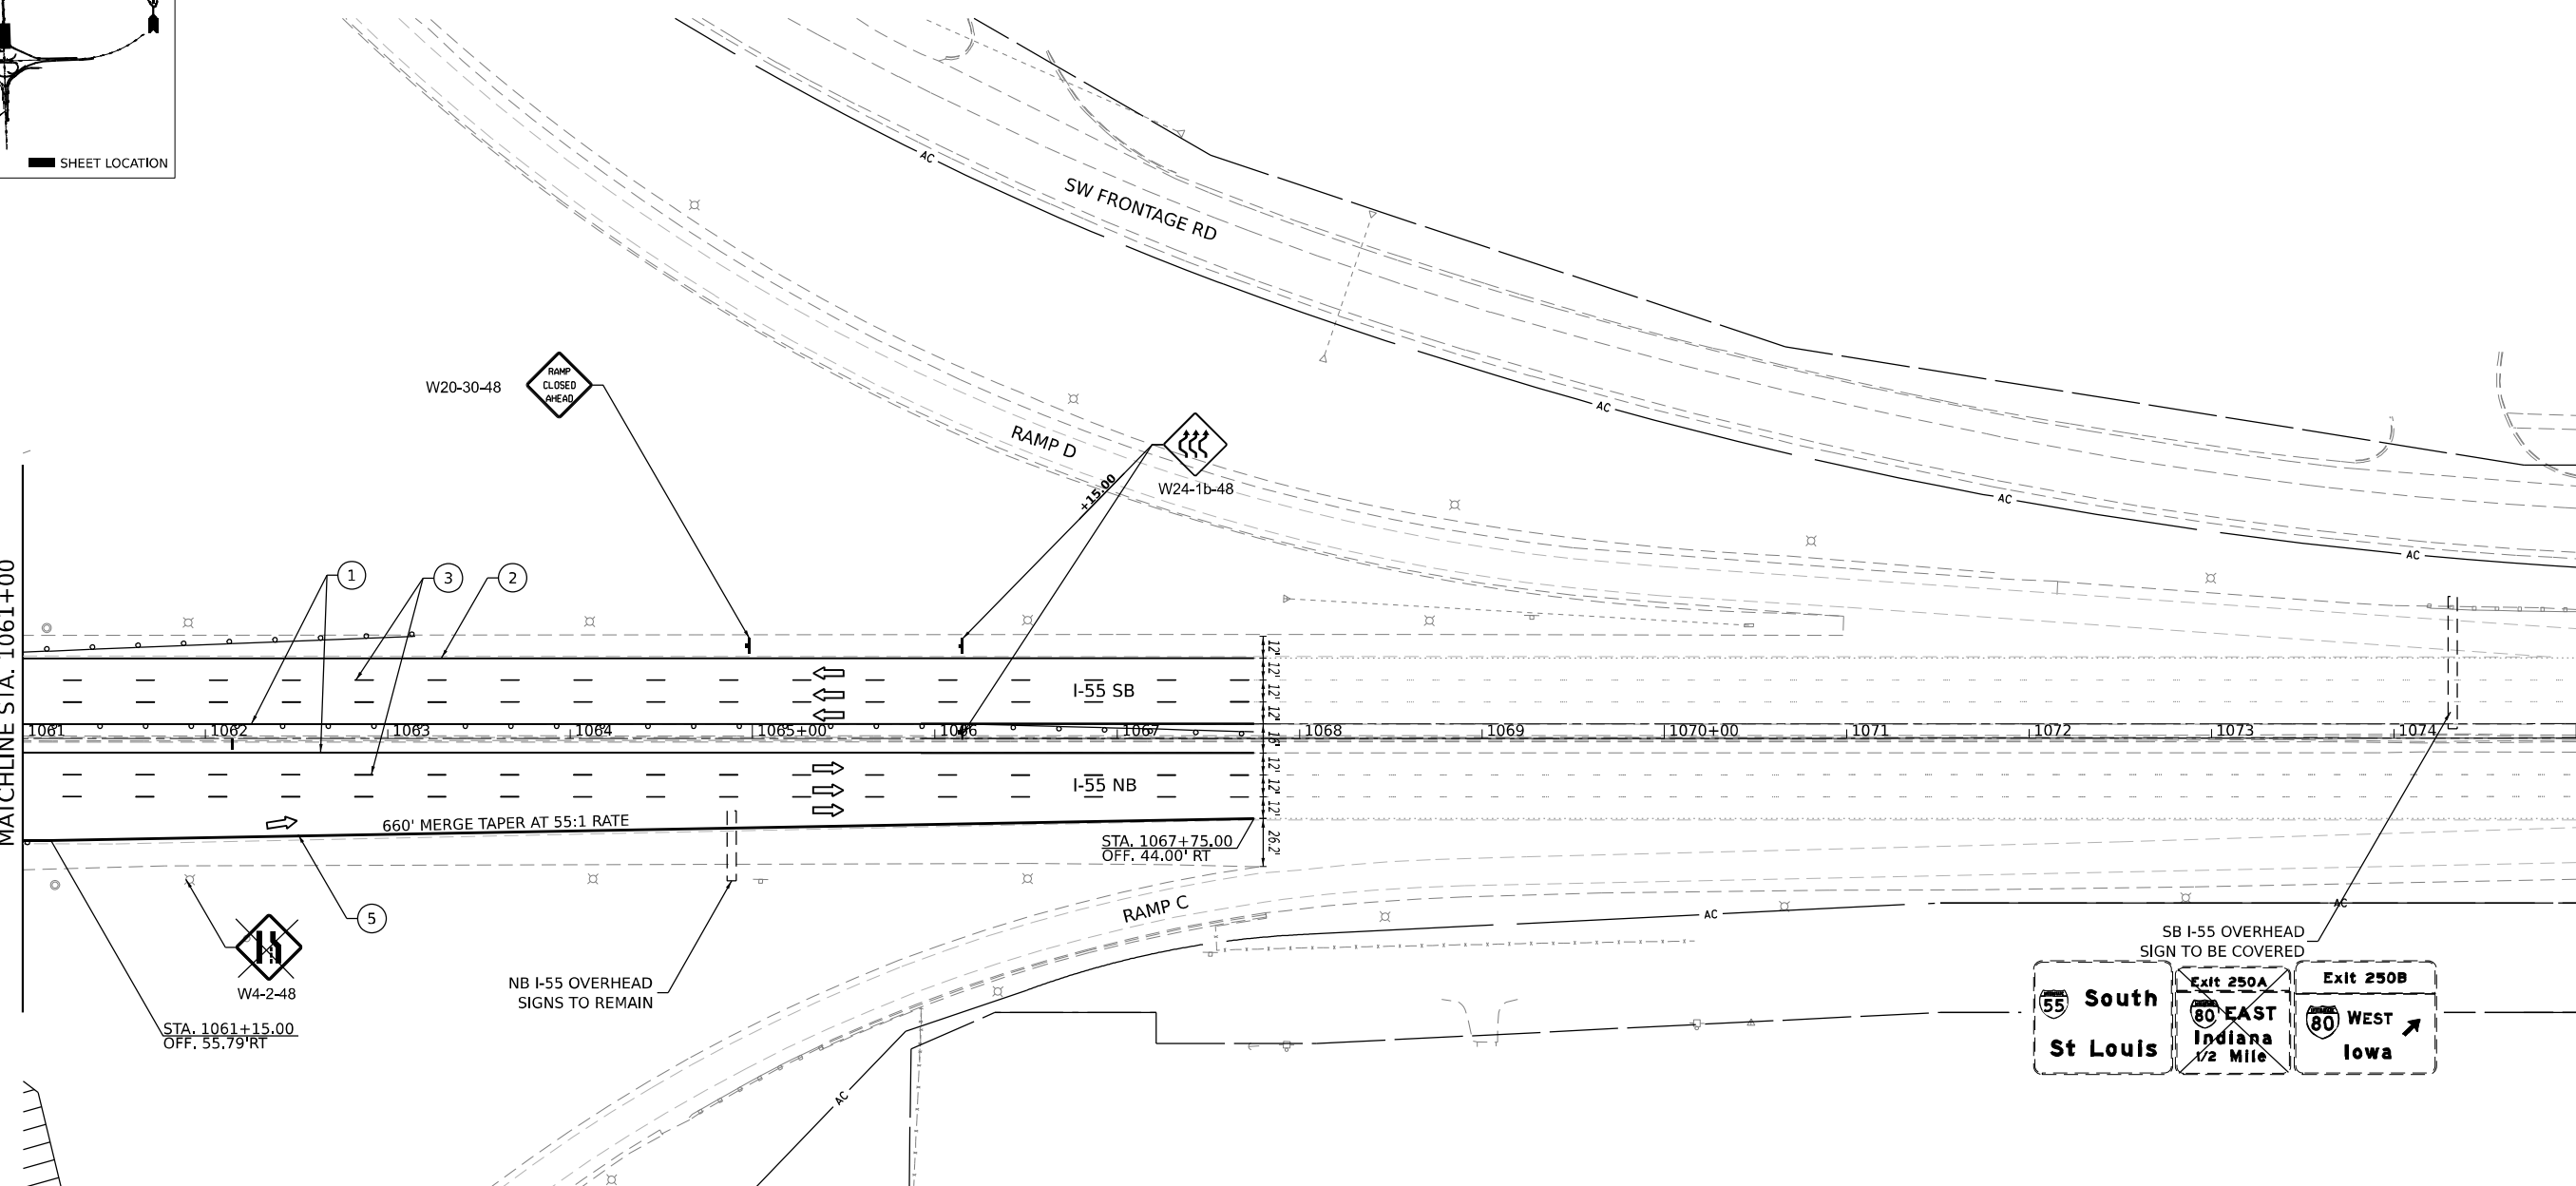 SHEET LOCATION
AC
SW FRONTAGE RD
RAMP
CLOSED
AHEAD
W20-30-48
AC
RAMP D
W24-1b-48
+15.00
AC
AC
MATCHLINE STA. 1061+00
1
3
2
12'
12'
12'
12'
I-55 SB
1061
1062
1063
1064
1065+00
1066
1067
1068
1069
1070+00
1071
1072
1073
1074
18'
12'
12'
12'
26.2'
I-55 NB
660' MERGE TAPER AT 55:1 RATE
STA. 1067+75.00
OFF. 44.00' RT
5
RAMP C
AC
AC
W4-2-48
NB I-55 OVERHEAD
SIGNS TO REMAIN
STA. 1061+15.00
OFF. 55.79'RT
AC
SB I-55 OVERHEAD
SIGN TO BE COVERED
55 South
St Louis
Exit 250A
80 EAST
Indiana
1/2 Mile
Exit 250B
80 WEST
Iowa